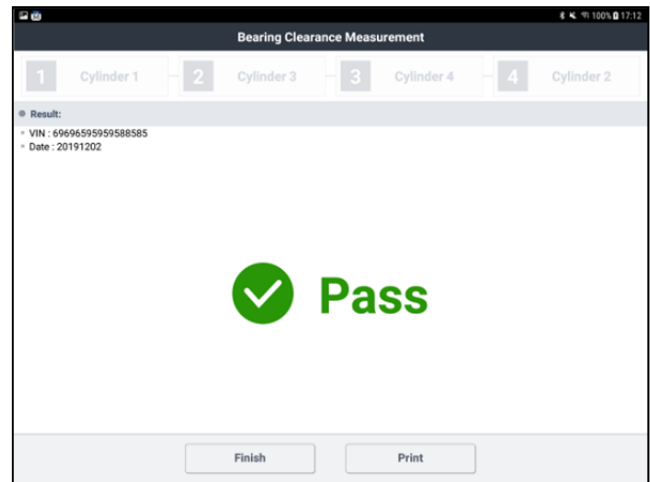 100% 17:12
Bearing Clearance Measurement
1 Cylinder 1 2 Cylinder 3 3 Cylinder 4 4 Cylinder 2
Result:
VIN : 69696595959588585
Date : 20191202
Pass
Finish Print